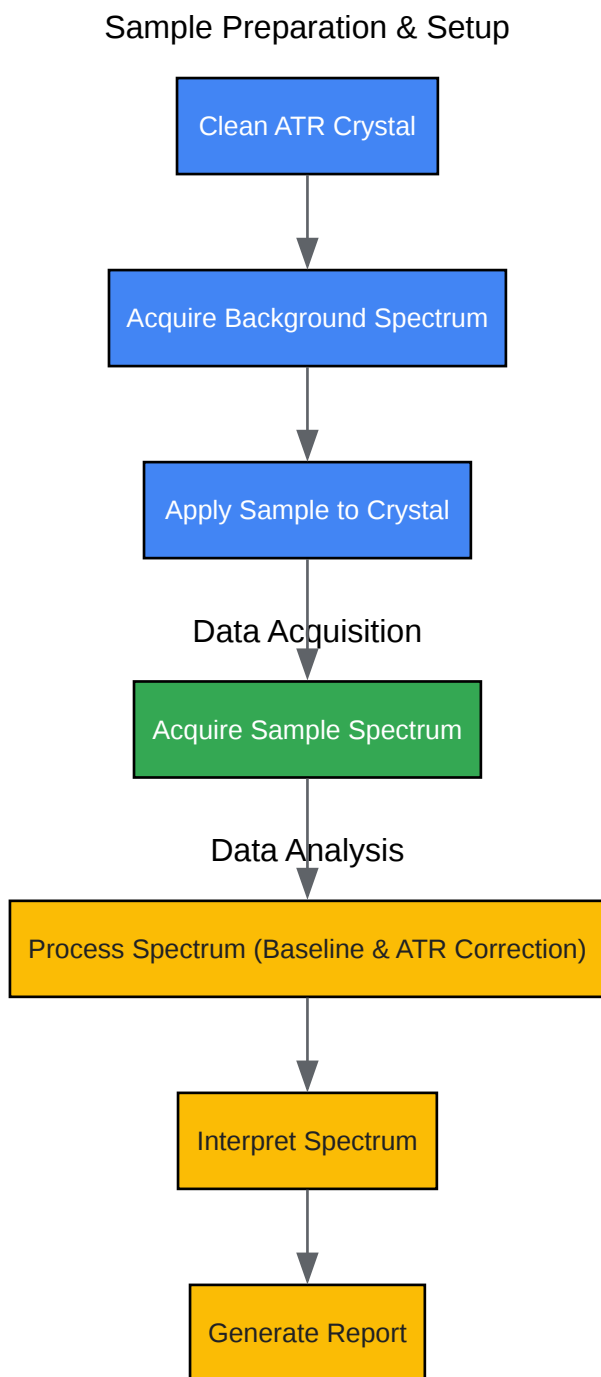 Sample Preparation & Setup
Clean ATR Crystal
Acquire Background Spectrum
Apply Sample to Crystal
Data Acquisition
Acquire Sample Spectrum
Data Analysis
Process Spectrum (Baseline & ATR Correction)
Interpret Spectrum
Generate Report